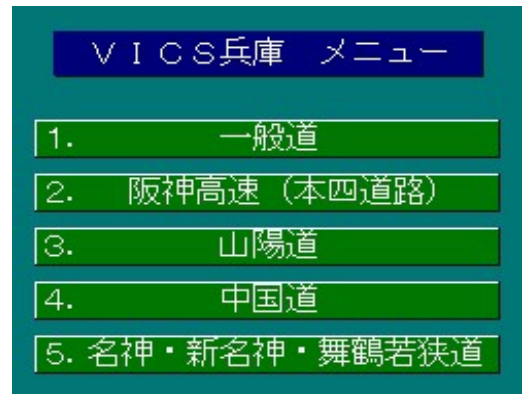 ＶＩＣＳ兵庫　メニュー
1.　一般道
2.　阪神高速（本四道路）
3.　山陽道
4.　中国道
5. 名神・新名神・舞鶴若狭道